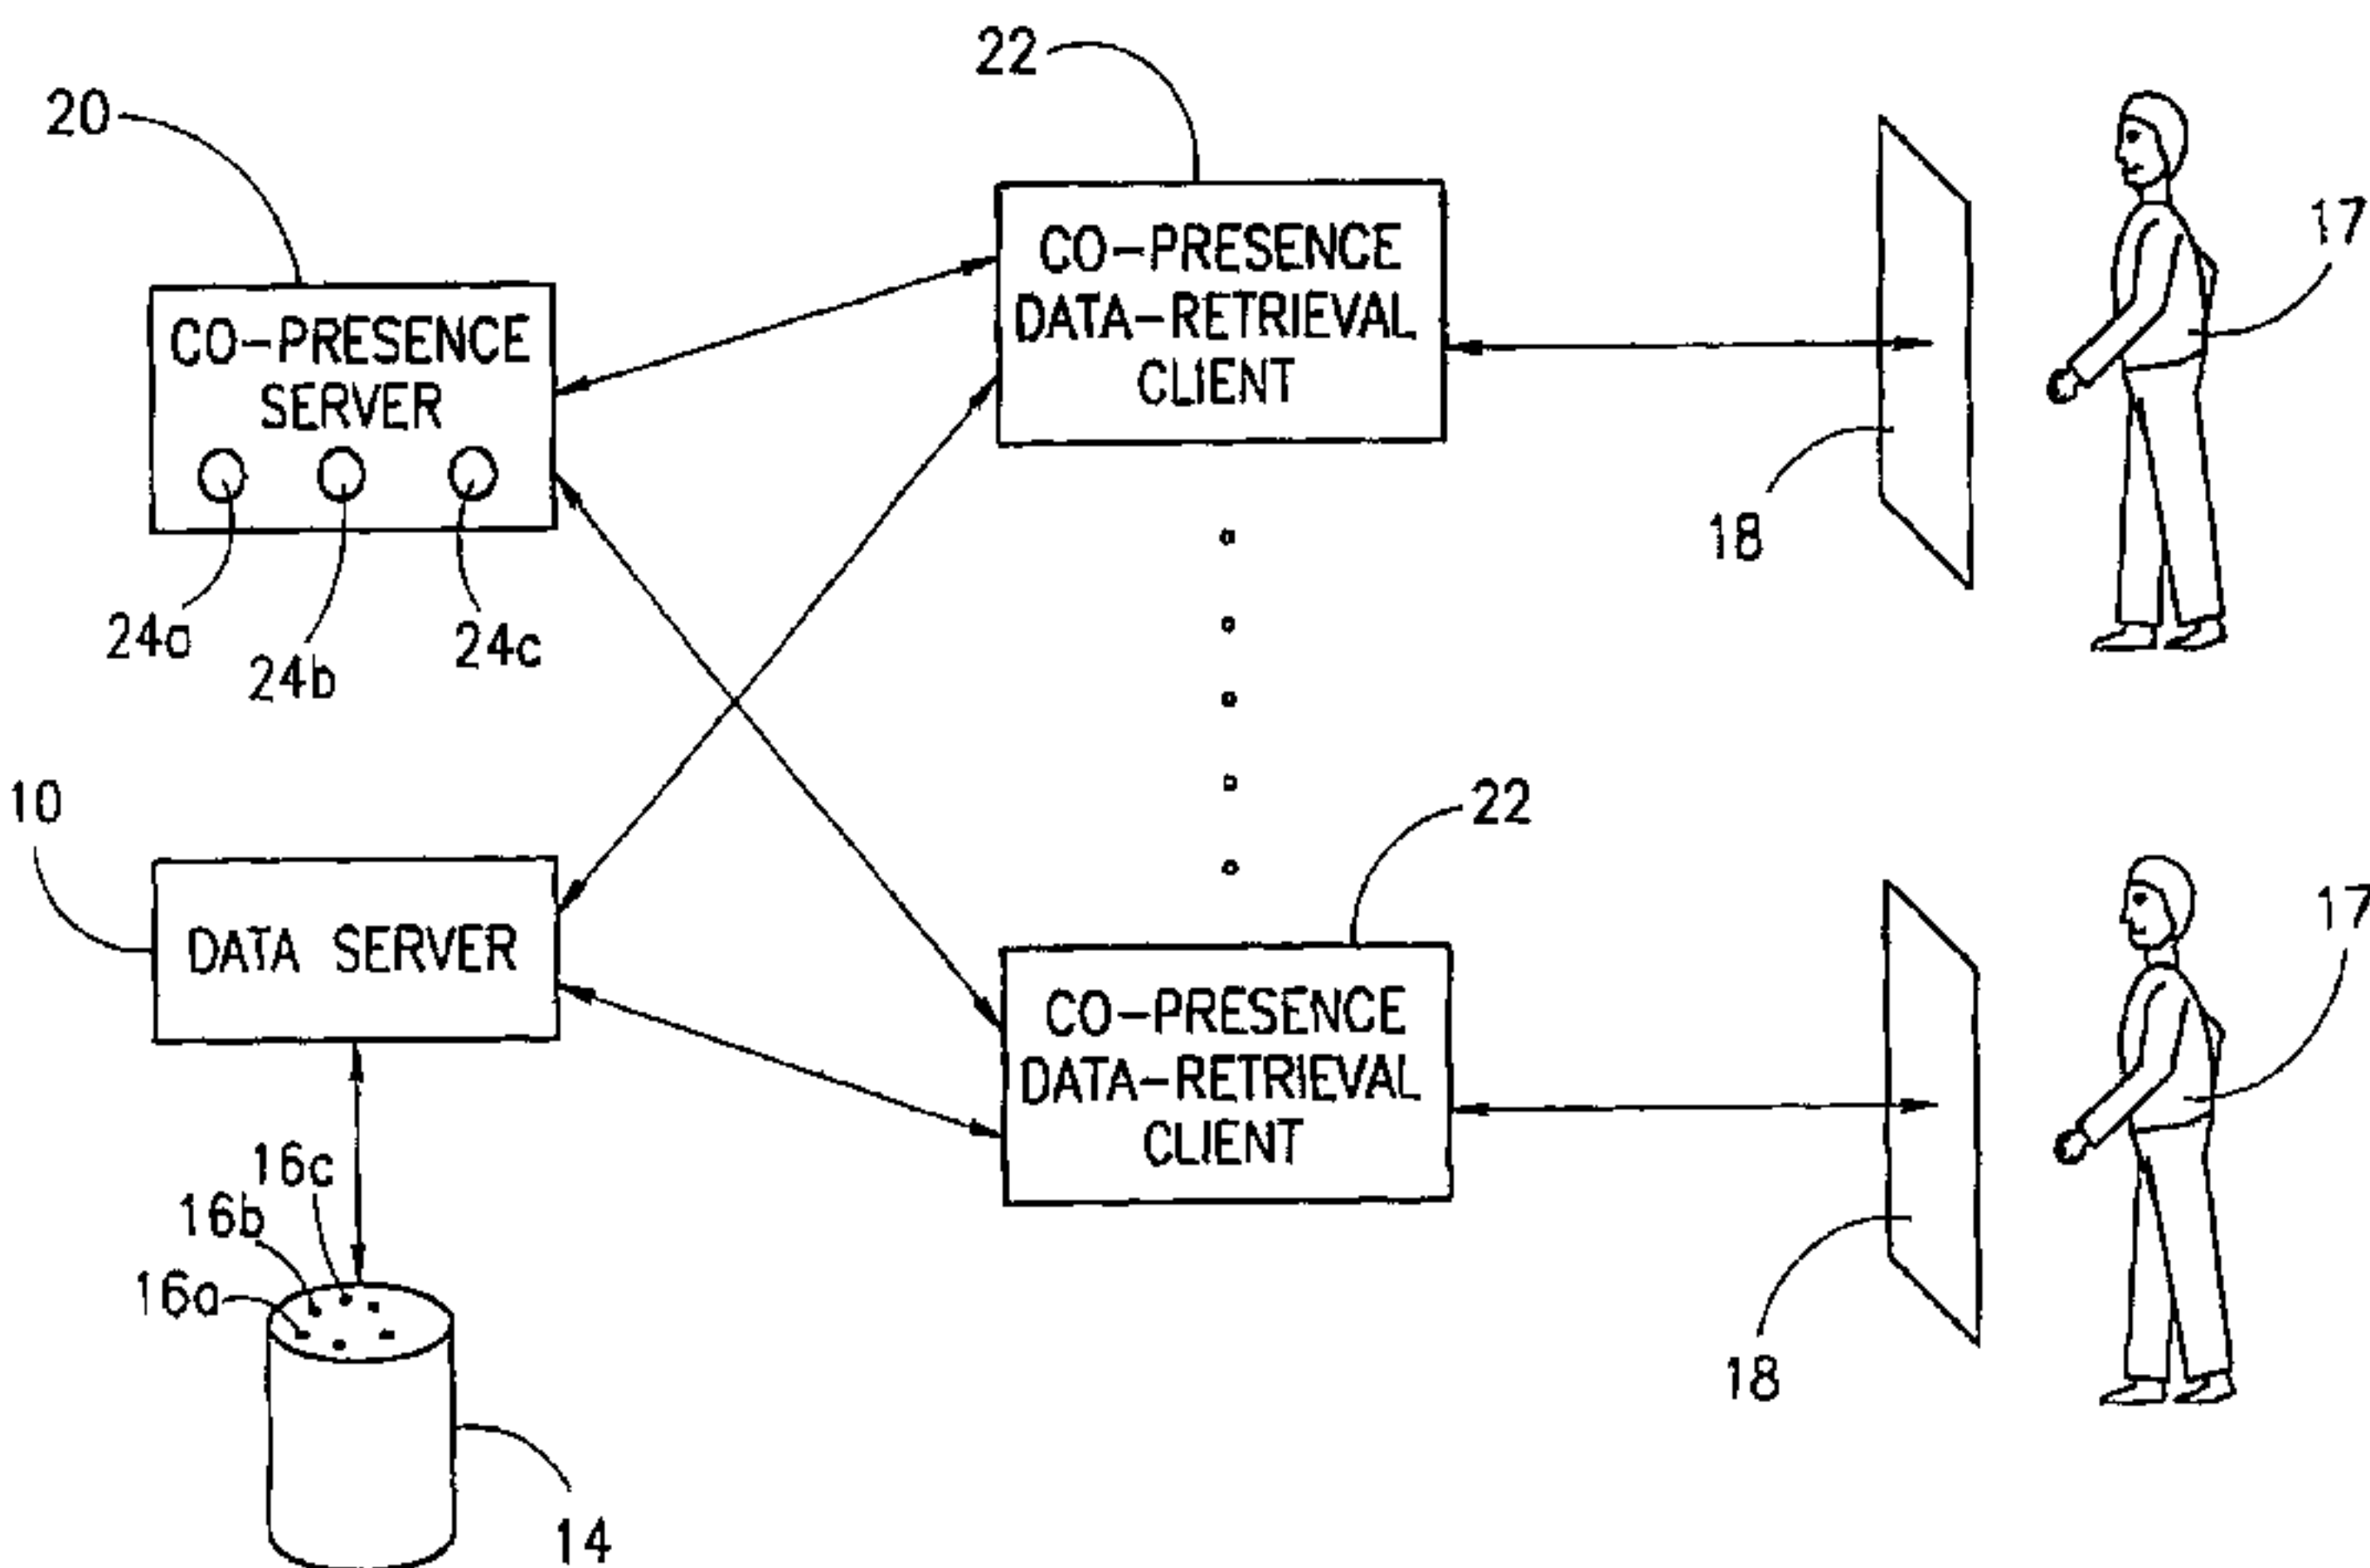 22
20
CO-PRESENCE
SERVER
24a
24b
24c
CO-PRESENCE
DATA-RETRIEVAL
CLIENT
17
18
10
DATA SERVER
22
CO-PRESENCE
DATA-RETRIEVAL
CLIENT
17
18
16c
16b
16a
14